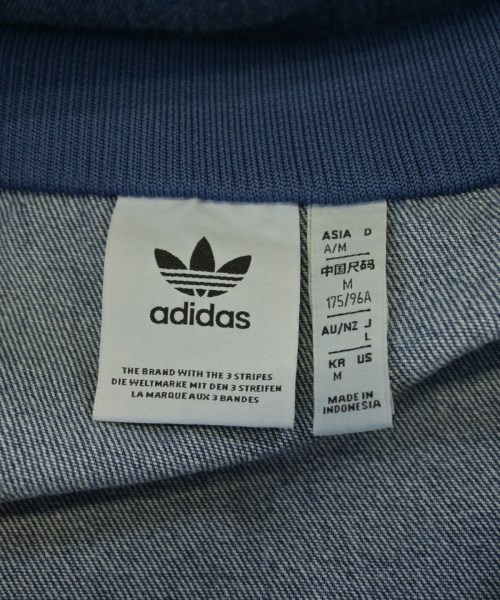 adidas
THE BRAND WITH THE 3 STRIPES
DIE WELTMARKE MIT DEN 3 STREIFEN
LA MARQUE AUX 3 BANDES
ASIA D
A/M
中国尺码
M
175/96A
AU/NZ J
L
KR US
M
MADE IN
INDONESIA